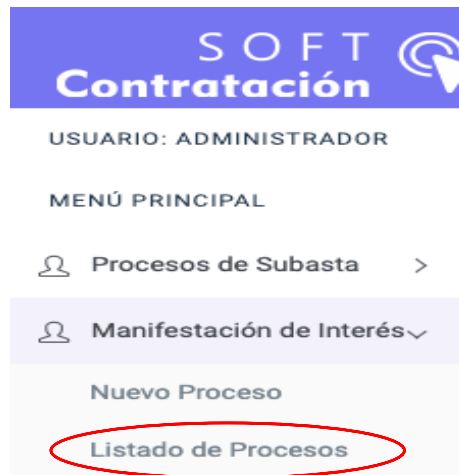 SOFT
Contratación
USUARIO: ADMINISTRADOR
MENÚ PRINCIPAL
Procesos de Subasta
Manifestación de Interés
Nuevo Proceso
Listado de Procesos